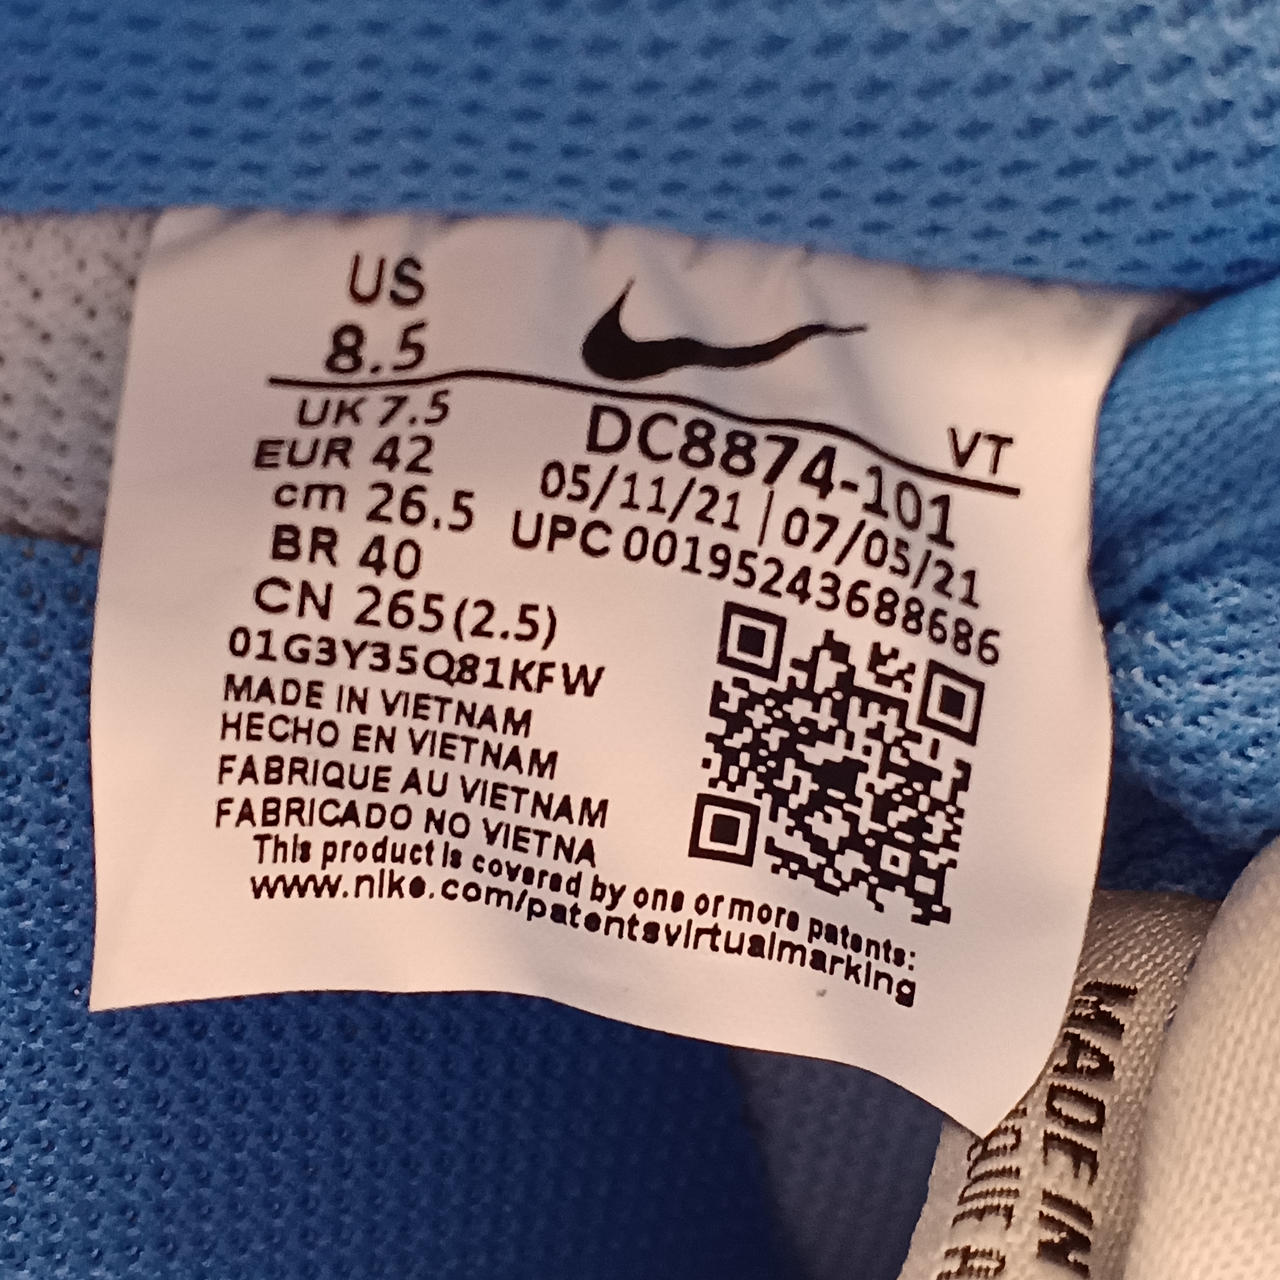 US
8.5
UK 7.5
EUR 42
cm 26.5
BR 40
CN 265(2.5)
01G3Y35Q81KFW
MADE IN VIETNAM
HECHO EN VIETNAM
FABRIQUE AU VIETNAM
FABRICADO NO VIETNA
This product is covered by one or more patents:
www.nike.com/patentsvirtualmarking
VT
DC8874-101
05/11/21 | 07/05/21
UPC 00195243688686
MADE IN